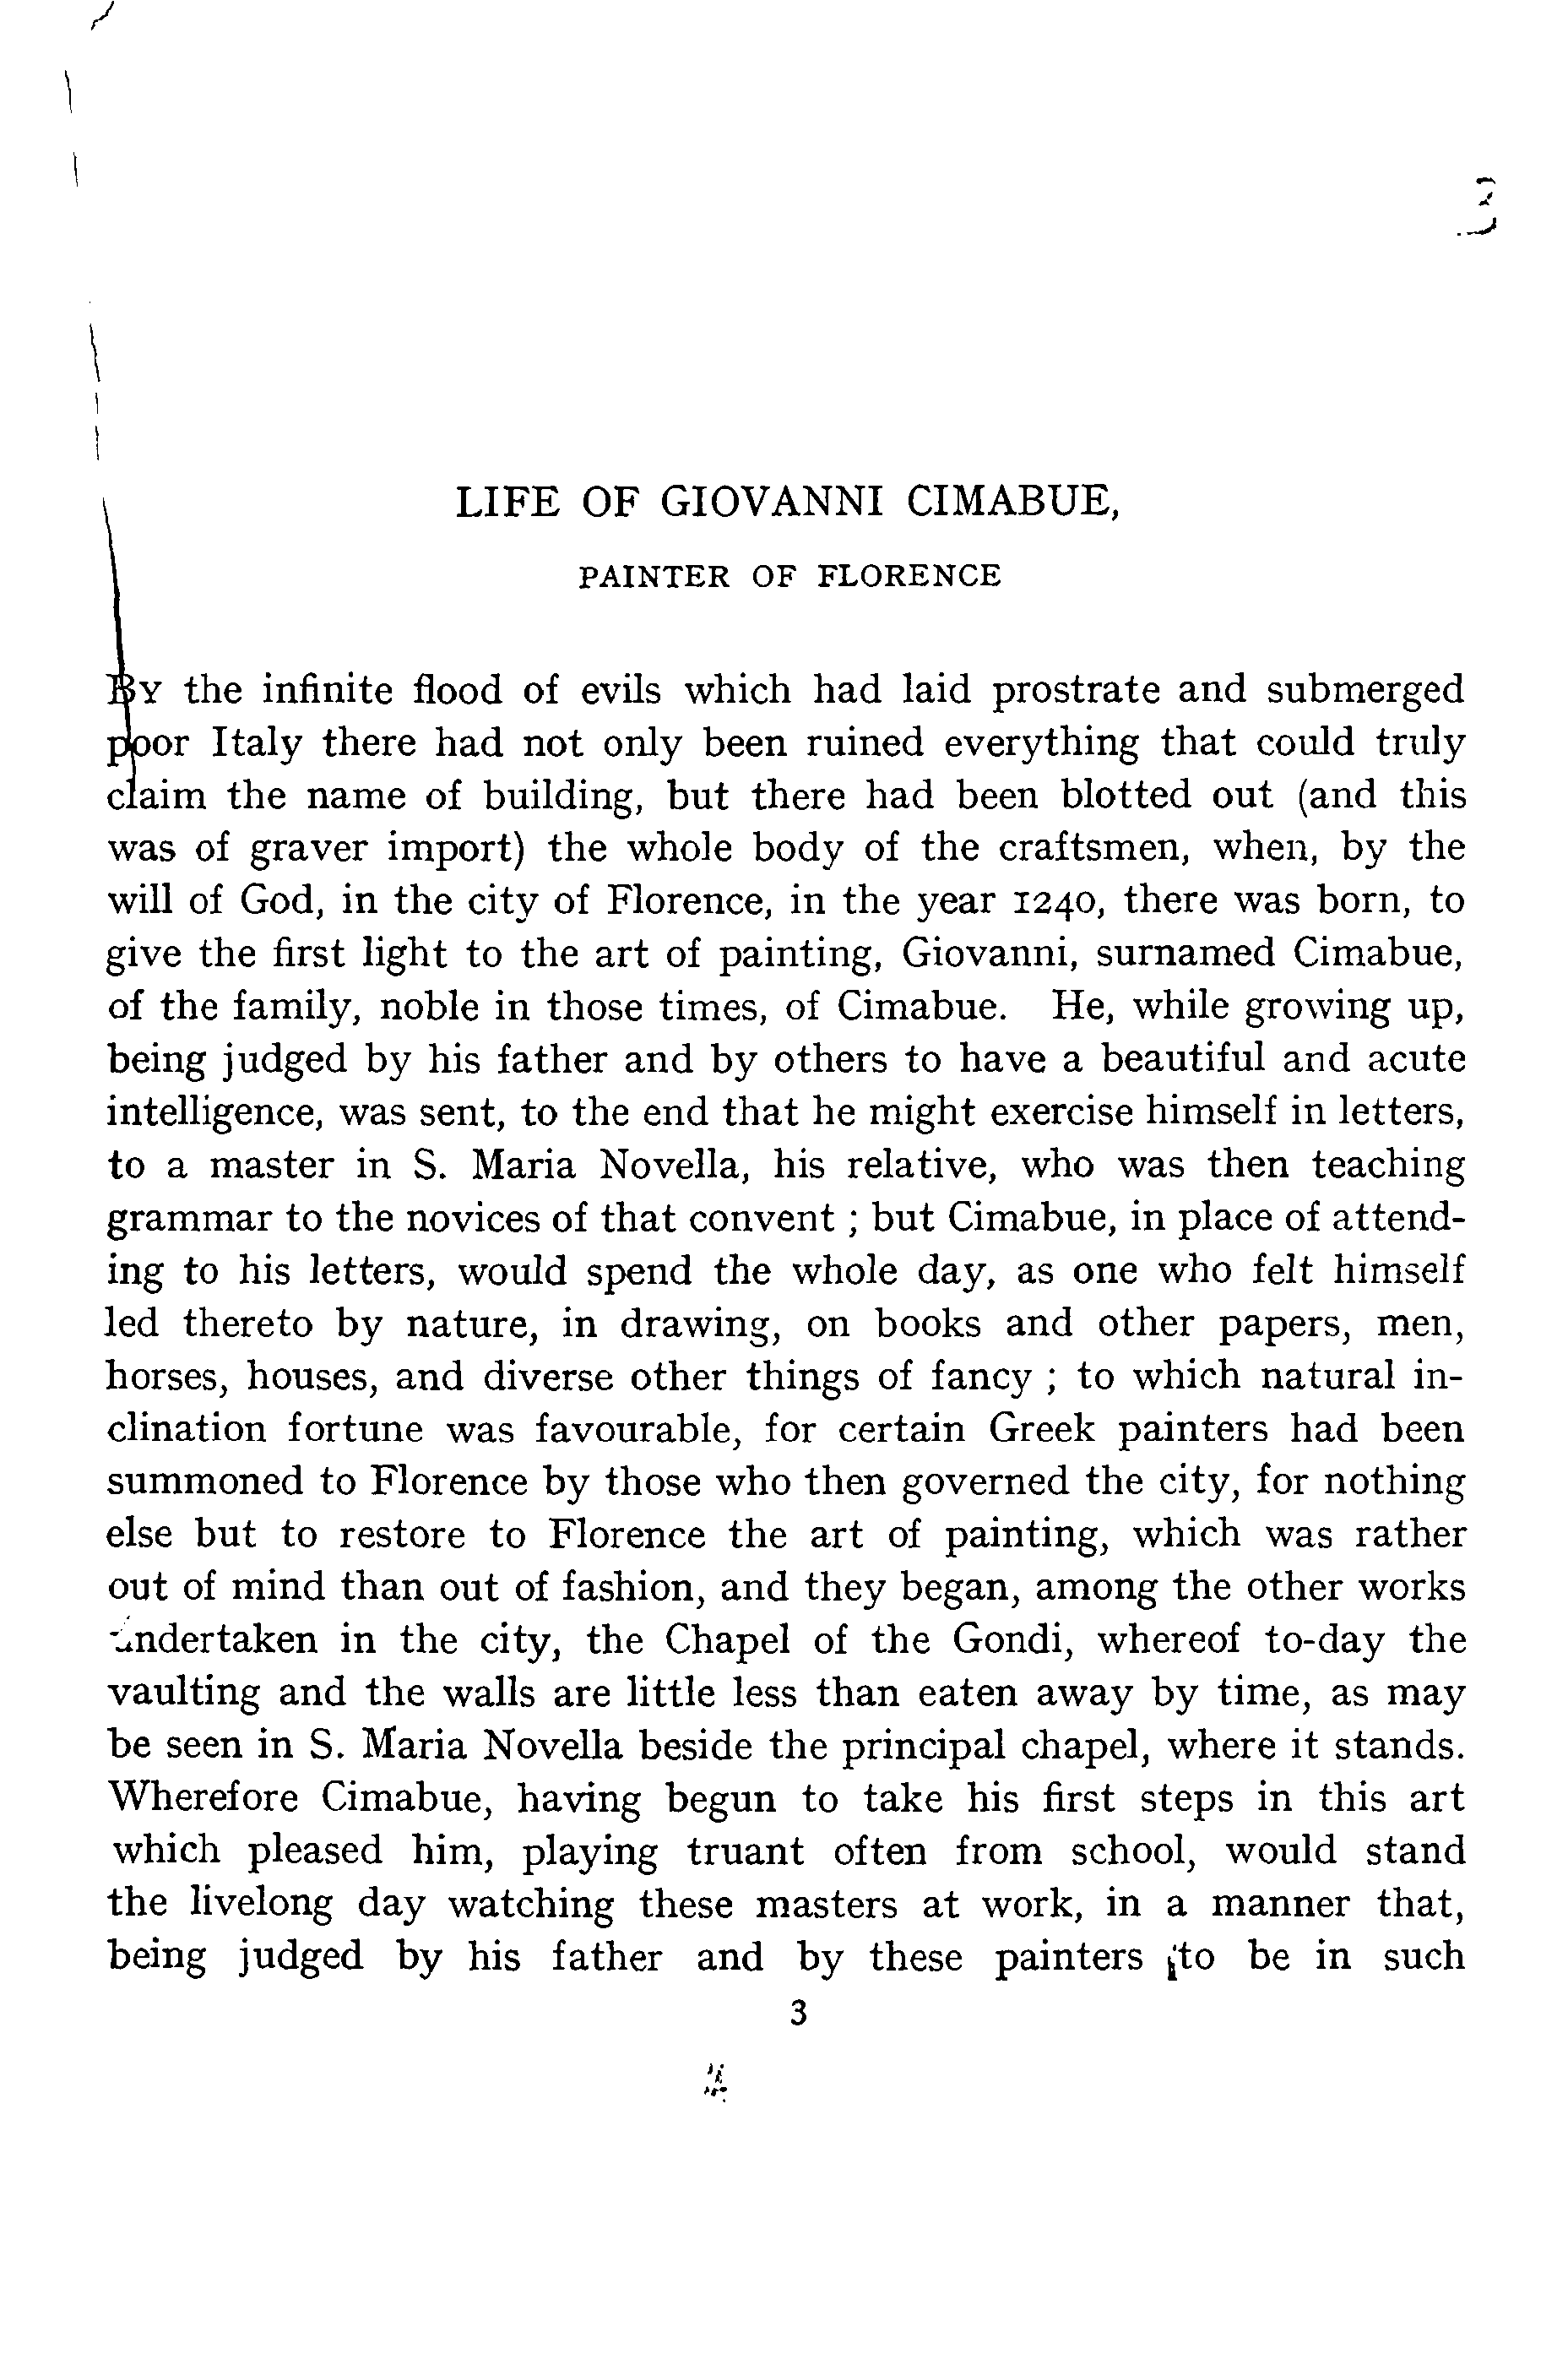 LIFE OF GIOVANNI CIMABUE,
PAINTER OF FLORENCE
BY the infinite flood of evils which had laid prostrate and submerged
poor Italy there had not only been ruined everything that could truly
claim the name of building, but there had been blotted out (and this
was of graver import) the whole body of the craftsmen, when, by the
will of God, in the city of Florence, in the year 1240, there was born, to
give the first light to the art of painting, Giovanni, surnamed Cimabue,
of the family, noble in those times, of Cimabue. He, while growing up,
being judged by his father and by others to have a beautiful and acute
intelligence, was sent, to the end that he might exercise himself in letters,
to a master in S. Maria Novella, his relative, who was then teaching
grammar to the novices of that convent ; but Cimabue, in place of attend-
ing to his letters, would spend the whole day, as one who felt himself
led thereto by nature, in drawing, on books and other papers, men,
horses, houses, and diverse other things of fancy ; to which natural in-
clination fortune was favourable, for certain Greek painters had been
summoned to Florence by those who then governed the city, for nothing
else but to restore to Florence the art of painting, which was rather
out of mind than out of fashion, and they began, among the other works
undertaken in the city, the Chapel of the Gondi, whereof to-day the
vaulting and the walls are little less than eaten away by time, as may
be seen in S. Maria Novella beside the principal chapel, where it stands.
Wherefore Cimabue, having begun to take his first steps in this art
which pleased him, playing truant often from school, would stand
the livelong day watching these masters at work, in a manner that,
being judged by his father and by these painters to be in such
3